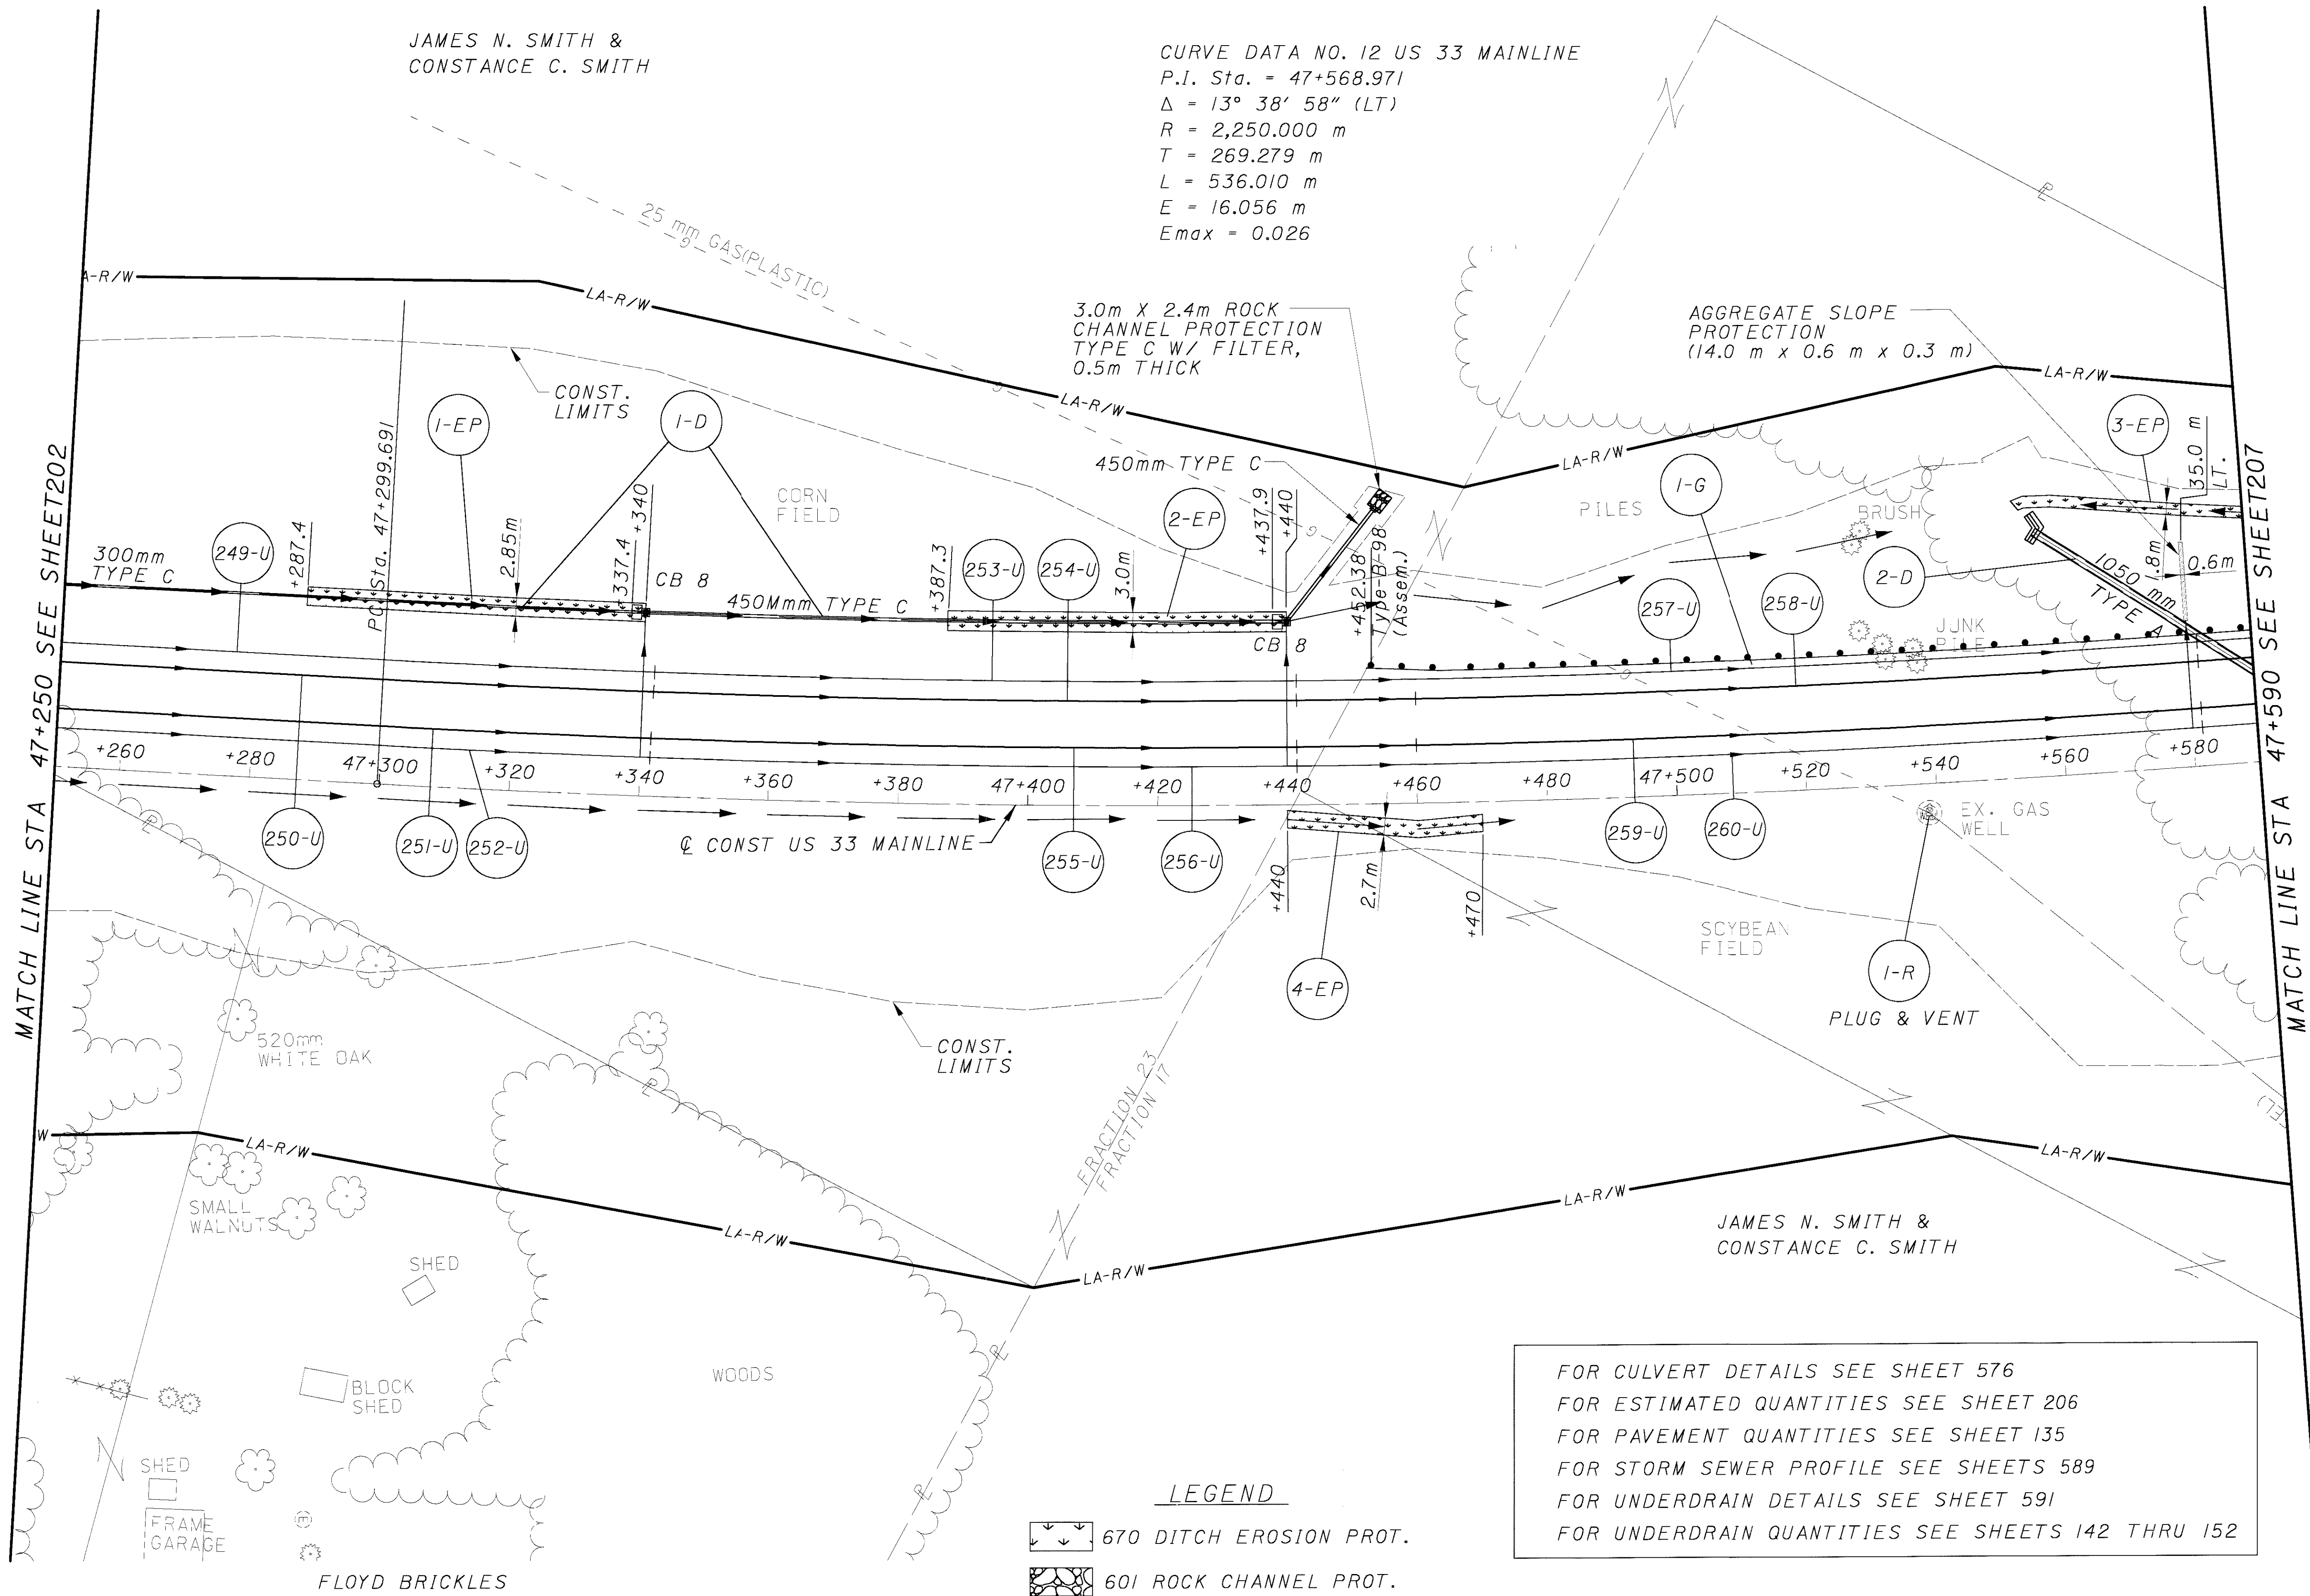 JAMES N. SMITH &
CONSTANCE C. SMITH
CURVE DATA NO. 12 US 33 MAINLINE
P.I. Sta. = 47+568.971
Δ = 13° 38' 58" (LT)
R = 2,250.000 m
T = 269.279 m
L = 536.010 m
E = 16.056 m
Emax = 0.026
25 mm GAS(PLASTIC)
G
A-R/W
LA-R/W
LA-R/W
LA-R/W
LA-R/W
3.0m X 2.4m ROCK
CHANNEL PROTECTION
TYPE C W/ FILTER,
0.5m THICK
AGGREGATE SLOPE
PROTECTION
(14.0 m x 0.6 m x 0.3 m)
CONST.
LIMITS
1-EP
1-D
CORN
FIELD
450mm TYPE C
2-EP
PILES
1-G
BRUSH
3-EP
35.0 m
LT.
MATCH LINE STA 47+250 SEE SHEET202
MATCH LINE STA 47+590 SEE SHEET207
300mm
TYPE C
249-U
+287.4
PC Sta. 47+299.691
2.85m
+337.4
+340
CB 8
450Mmm TYPE C
+387.3
253-U
254-U
3.0m
+437.9
+440
CB 8
+452.38
Type-B-98
(Assem.)
257-U
258-U
2-D
JUNK
PILE
1050 mm
TYPE A
1.8m
0.6m
+260
+280
47+300
+320
+340
+360
+380
47+400
+420
+440
+460
+480
47+500
+520
+540
+560
+580
250-U
251-U
252-U
℄ CONST US 33 MAINLINE
255-U
256-U
259-U
260-U
EX. GAS
WELL
+440
2.7m
+470
4-EP
SOYBEAN
FIELD
1-R
PLUG & VENT
520mm
WHITE OAK
CONST.
LIMITS
FRACTION 23
FRACTION 17
W
LA-R/W
LA-R/W
LA-R/W
LA-R/W
LA-R/W
SMALL
WALNUTS
SHED
BLOCK
SHED
WOODS
SHED
FRAME
GARAGE
FLOYD BRICKLES
JAMES N. SMITH &
CONSTANCE C. SMITH
LEGEND
670 DITCH EROSION PROT.
601 ROCK CHANNEL PROT.
FOR CULVERT DETAILS SEE SHEET 576
FOR ESTIMATED QUANTITIES SEE SHEET 206
FOR PAVEMENT QUANTITIES SEE SHEET 135
FOR STORM SEWER PROFILE SEE SHEETS 589
FOR UNDERDRAIN DETAILS SEE SHEET 591
FOR UNDERDRAIN QUANTITIES SEE SHEETS 142 THRU 152